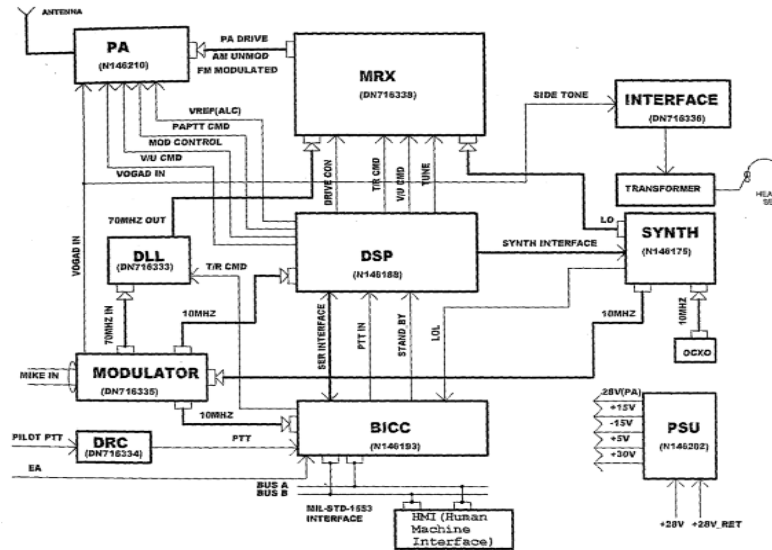 ANTENNA
PA
(N146210)
PA DRIVE
AM UNMOD
FM MODULATED
MRX
(DN716339)
VREF(ALC)
PAPTT CMD
MOD CONTROL
V/U CMD
VOGAD IN
SIDE TONE
INTERFACE
(DN716336)
TRANSFORMER
DRIVE CON
T/R CMD
V/U CMD
TUNE
70MHZ OUT
VOGAD IN
DLL
(DN716333)
T/R CMD
DSP
(N146188)
SYNTH INTERFACE
LO
SYNTH
(N146175)
70MHZ IN
10MHZ
SER INTERFACE
PTT IN
STAND_BY
LOL
10MHZ
10MHZ
OCXO
MIKE IN
MODULATOR
(DN716335)
10MHZ
BICC
(N146193)
PILOT PTT
DRC
(DN716334)
PTT
EA
28V(PA)
+15V
-15V
+5V
+30V
PSU
(N146202)
+28V
+28V_RET
BUS A
BUS B
MIL-STD-1553
INTERFACE
HMI(Human
Machine
Interface)